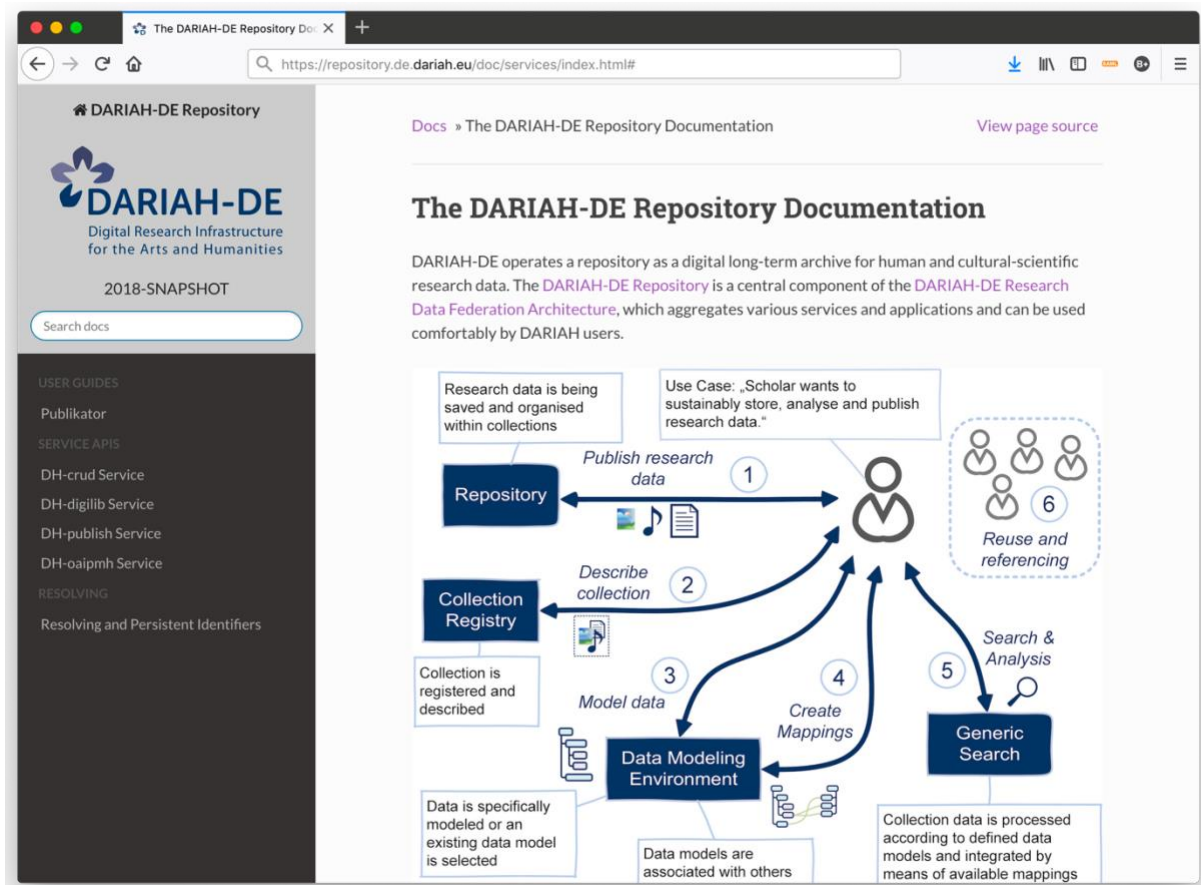 The DARIAH-DE Repository Doc
https://repository.de.dariah.eu/doc/services/index.html#
DARIAH-DE Repository
DARIAH-DE
Digital Research Infrastructure
for the Arts and Humanities
2018-SNAPSHOT
Search docs
USER GUIDES
Publikator
SERVICE APIS
DH-crud Service
DH-digilib Service
DH-publish Service
DH-oaipmh Service
RESOLVING
Resolving and Persistent Identifiers
Docs » The DARIAH-DE Repository Documentation
View page source
The DARIAH-DE Repository Documentation
DARIAH-DE operates a repository as a digital long-term archive for human and cultural-scientific
research data. The DARIAH-DE Repository is a central component of the DARIAH-DE Research
Data Federation Architecture, which aggregates various services and applications and can be used
comfortably by DARIAH users.
Research data is being
saved and organised
within collections
Use Case: „Scholar wants to
sustainably store, analyse and publish
research data.“
Repository
Publish research
data
1
6
Reuse and
referencing
Collection
Registry
Describe
collection
2
Collection is
registered and
described
3
Model data
4
Create
Mappings
5
Search &
Analysis
Data Modeling
Environment
Generic
Search
Data is specifically
modeled or an
existing data model
is selected
Data models are
associated with others
Collection data is processed
according to defined data
models and integrated by
means of available mappings